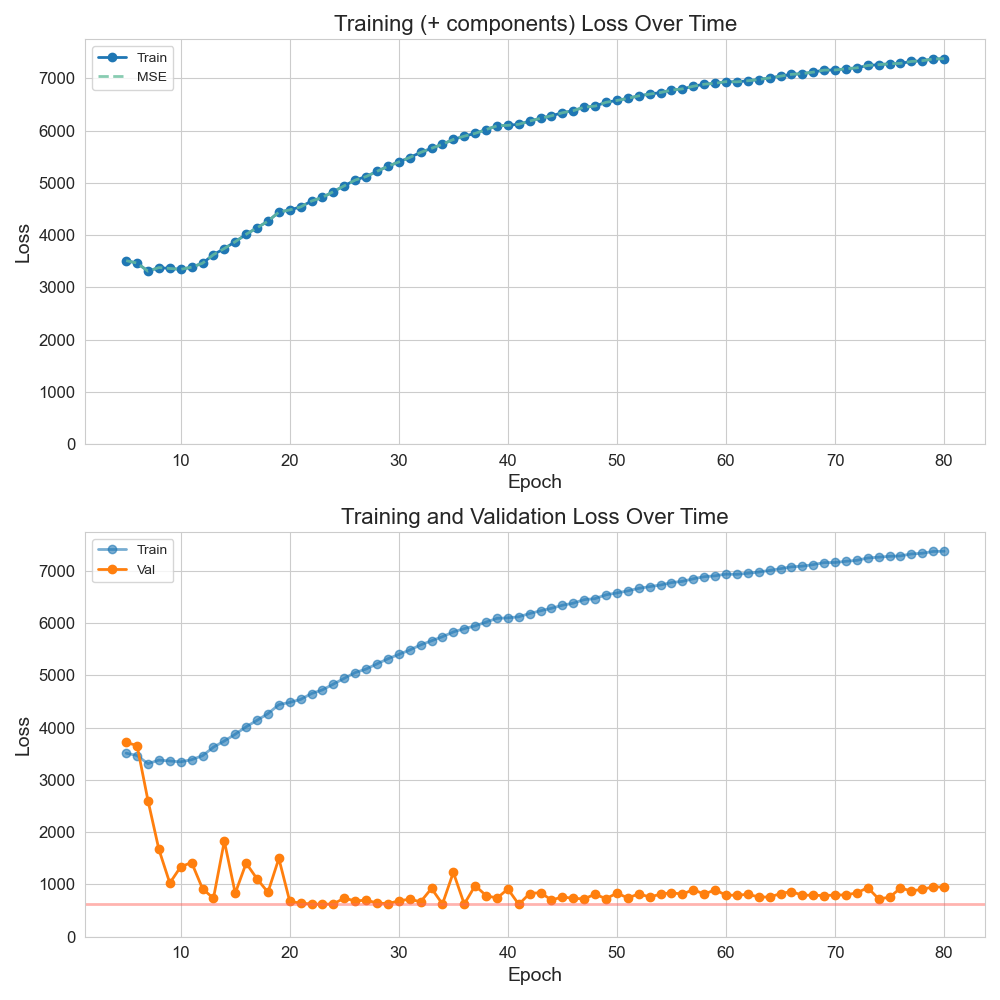 Training (+ components) Loss Over Time
Train
MSE
Loss
7000
6000
5000
4000
3000
2000
1000
0
10 20 30 40 50 60 70 80
Epoch
Training and Validation Loss Over Time
Train
Val
Loss
7000
6000
5000
4000
3000
2000
1000
0
10 20 30 40 50 60 70 80
Epoch